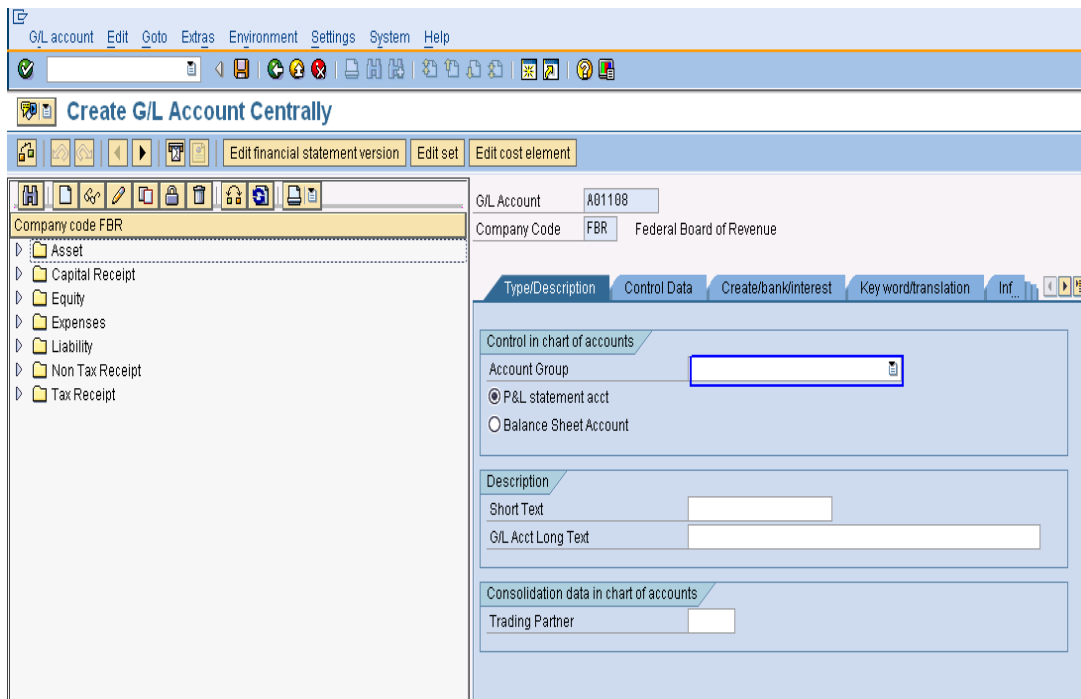 G/L account Edit Goto Extras Environment Settings System Help
Create G/L Account Centrally
Edit financial statement version Edit set Edit cost element
G/L Account A01108
Company code FBR
Company Code FBR Federal Board of Revenue
Asset
Capital Receipt
Equity
Expenses
Liability
Non Tax Receipt
Tax Receipt
Type/Description Control Data Create/bank/interest Key word/translation Inf...
Control in chart of accounts
Account Group
P&L statement acct
Balance Sheet Account
Description
Short Text
G/L Acct Long Text
Consolidation data in chart of accounts
Trading Partner